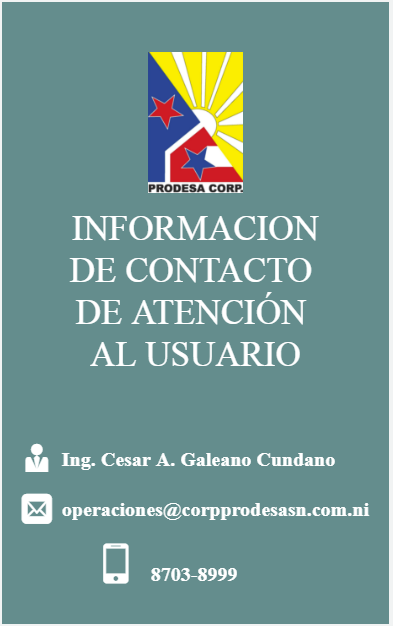 PRODESA CORP.
INFORMACION
DE CONTACTO
DE ATENCIÓN
AL USUARIO
Ing. Cesar A. Galeano Cundano
operaciones@corpprodesasn.com.ni
8703-8999